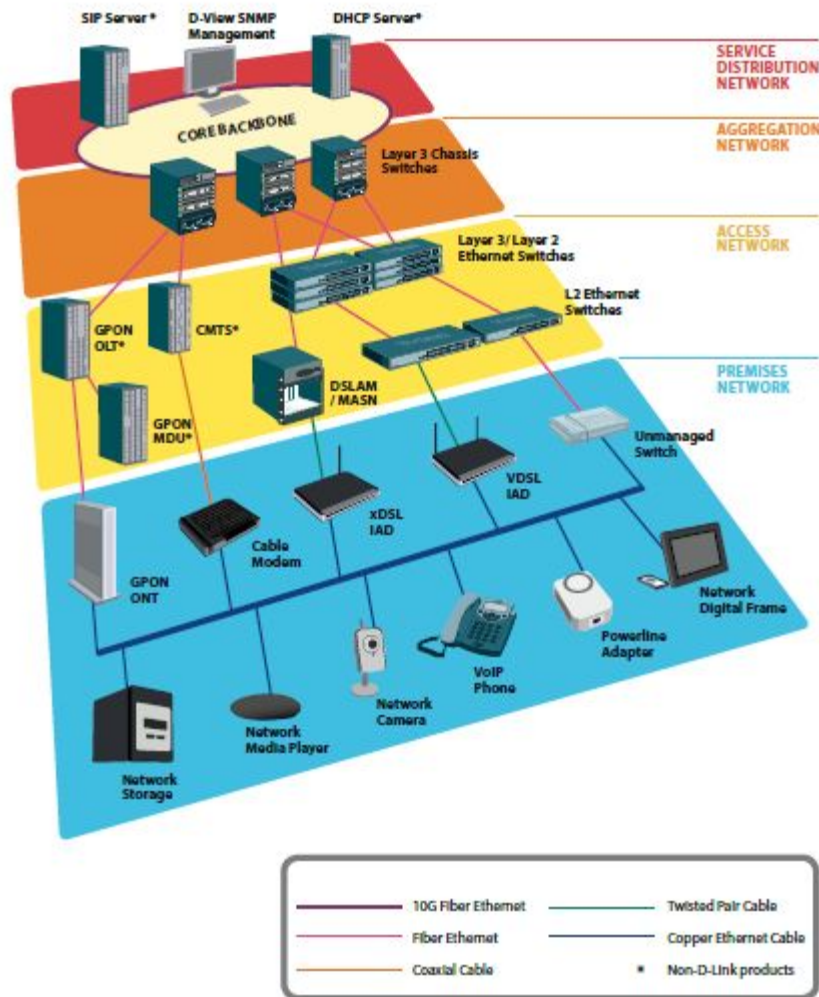 SIP Server *
D-View SNMP
Management
DHCP Server*
SERVICE
DISTRIBUTION
NETWORK
CORE BACKBONE
AGGREGATION
NETWORK
Layer 3 Chassis
Switches
ACCESS
NETWORK
Layer 3/ Layer 2
Ethernet Switches
L2 Ethernet
Switches
GPON
OLT*
CMTS*
PREMISES
NETWORK
DSLAM
/ MASN
GPON
MDU*
Unmanaged
Switch
VDSL
IAD
xDSL
IAD
Cable
Modem
GPON
ONT
Network
Digital Frame
Powerline
Adapter
VoIP
Phone
Network
Camera
Network
Media Player
Network
Storage
10G Fiber Ethernet
Twisted Pair Cable
Fiber Ethernet
Copper Ethernet Cable
Coaxial Cable
* Non-D-Link products